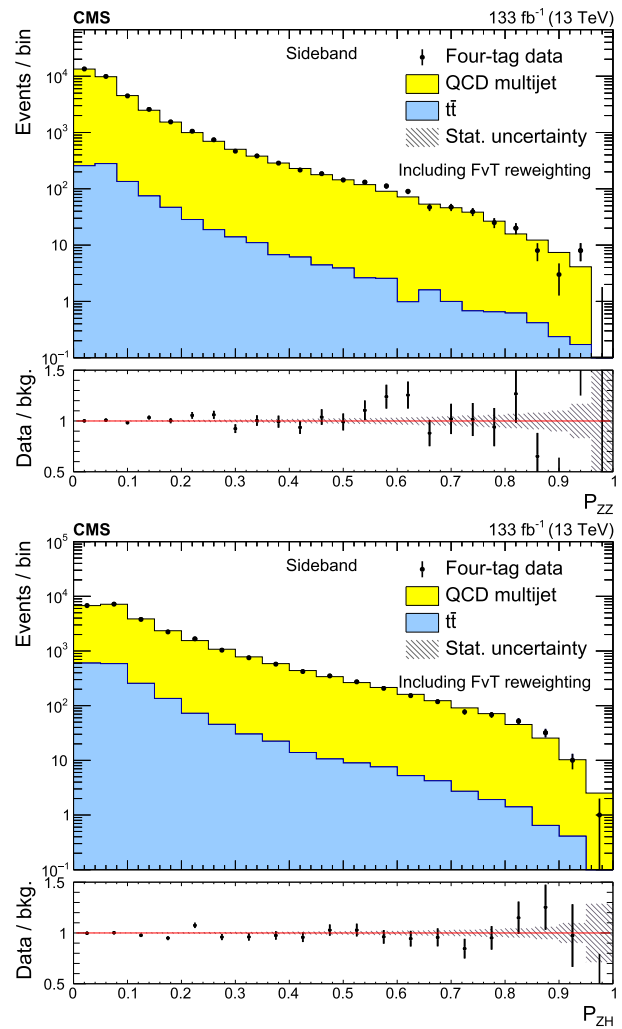 CMS 133 fb⁻¹ (13 TeV)
Events / bin
Sideband
Four-tag data
QCD multijet
tt̄
Stat. uncertainty
Including FvT reweighting
10⁴
10³
10²
10
1
10⁻¹
Data / bkg.
1.5
1
0.5
0 0.1 0.2 0.3 0.4 0.5 0.6 0.7 0.8 0.9 1
P_ZZ
CMS 133 fb⁻¹ (13 TeV)
Events / bin
Sideband
Four-tag data
QCD multijet
tt̄
Stat. uncertainty
Including FvT reweighting
10⁵
10⁴
10³
10²
10
1
10⁻¹
Data / bkg.
1.5
1
0.5
0 0.1 0.2 0.3 0.4 0.5 0.6 0.7 0.8 0.9 1
P_ZH